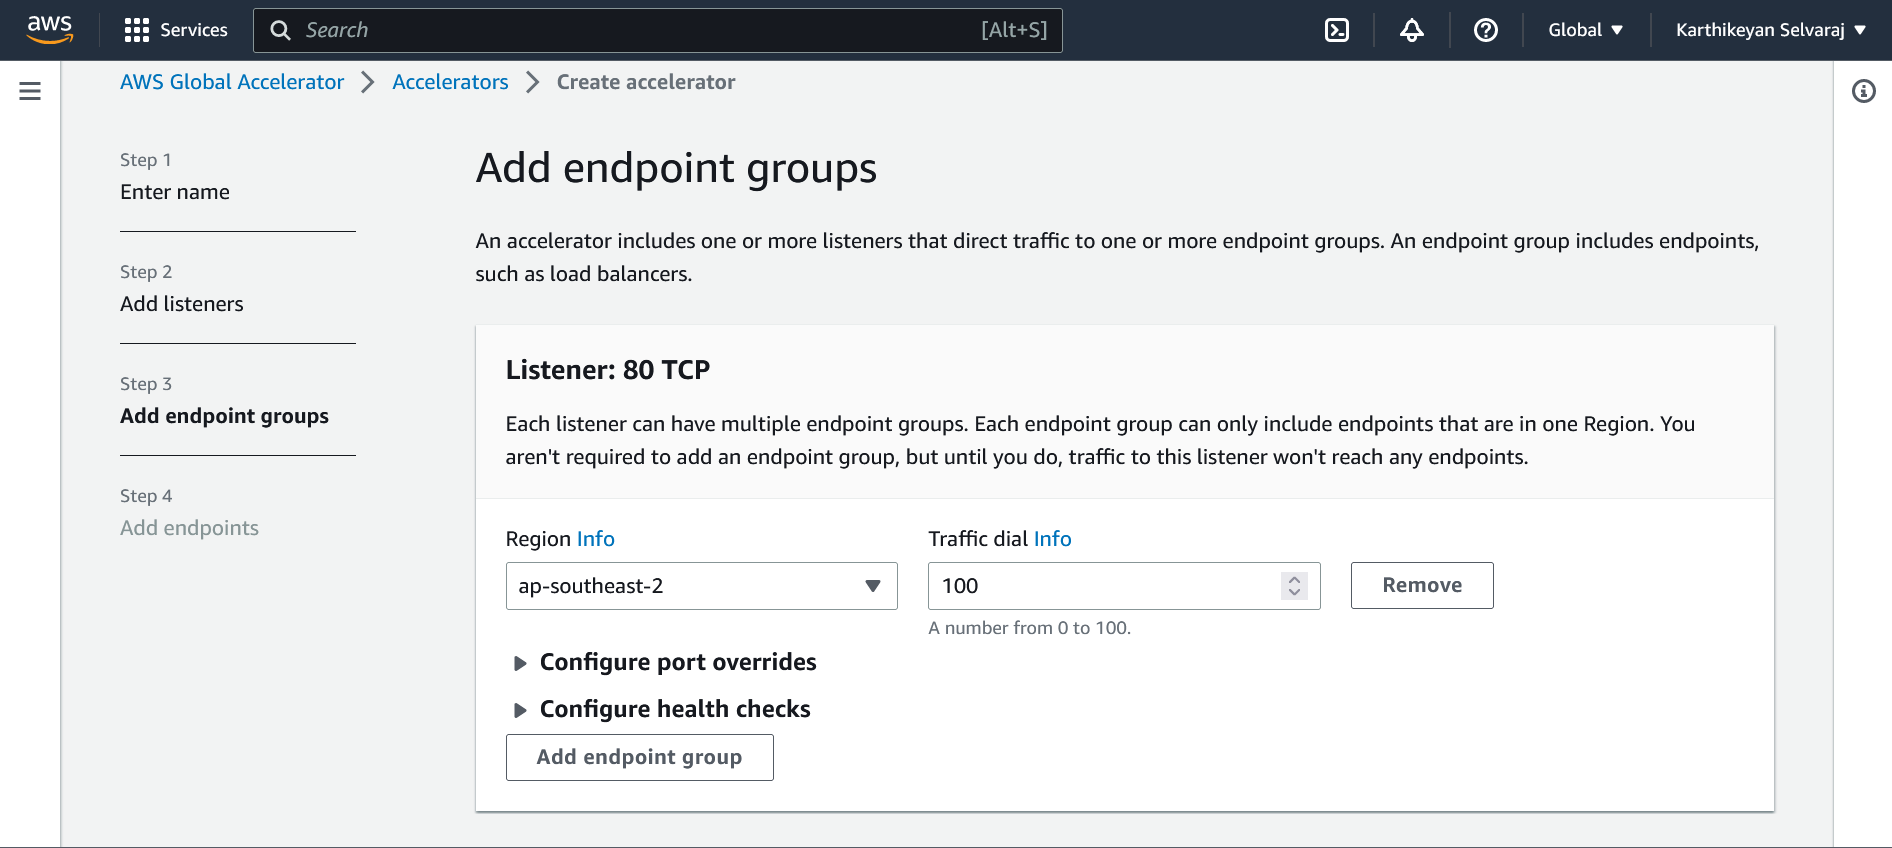 aws
Services
Search
[Alt+S]
Global
Karthikeyan Selvaraj
AWS Global Accelerator
Accelerators
Create accelerator
Step 1
Enter name
Step 2
Add listeners
Step 3
Add endpoint groups
Step 4
Add endpoints
Add endpoint groups
An accelerator includes one or more listeners that direct traffic to one or more endpoint groups. An endpoint group includes endpoints,
such as load balancers.
Listener: 80 TCP
Each listener can have multiple endpoint groups. Each endpoint group can only include endpoints that are in one Region. You
aren't required to add an endpoint group, but until you do, traffic to this listener won't reach any endpoints.
Region Info
ap-southeast-2
Traffic dial Info
100
A number from 0 to 100.
Remove
Configure port overrides
Configure health checks
Add endpoint group